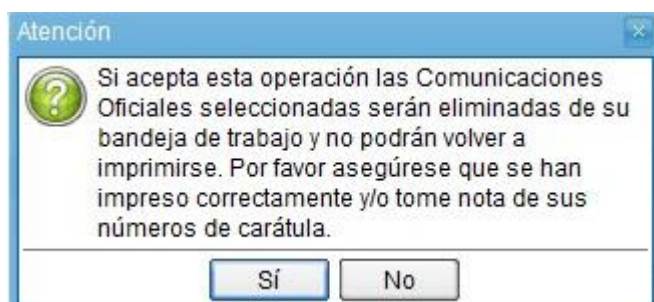 Atención
Si acepta esta operación las Comunicaciones
Oficiales seleccionadas serán eliminadas de su
bandeja de trabajo y no podrán volver a
imprimirse. Por favor asegúrese que se han
impreso correctamente y/o tome nota de sus
números de carátula.
Sí No